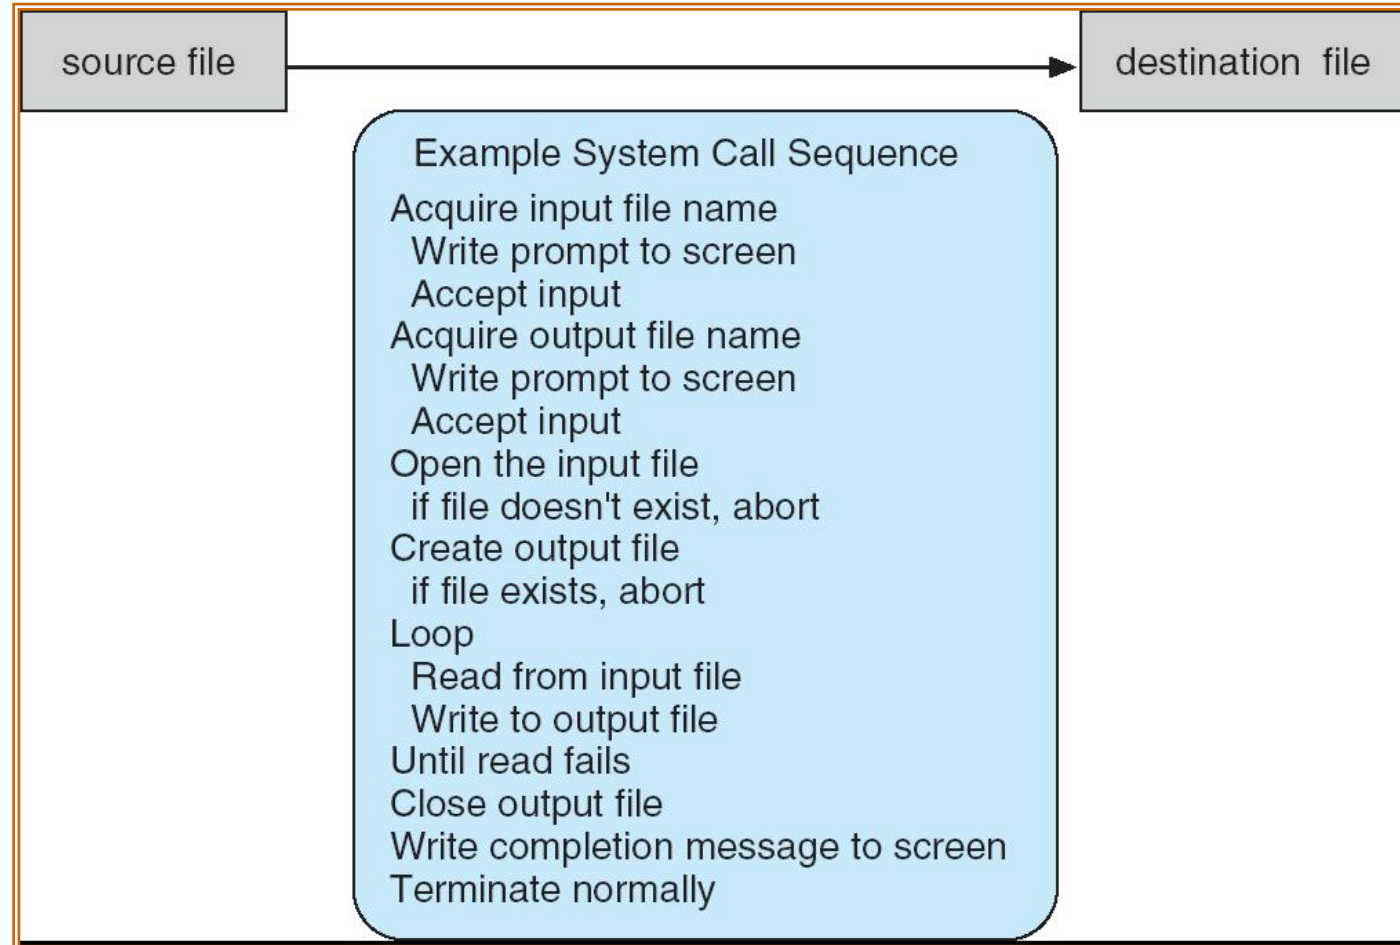 source file
destination file
Example System Call Sequence
Acquire input file name
Write prompt to screen
Accept input
Acquire output file name
Write prompt to screen
Accept input
Open the input file
if file doesn't exist, abort
Create output file
if file exists, abort
Loop
Read from input file
Write to output file
Until read fails
Close output file
Write completion message to screen
Terminate normally